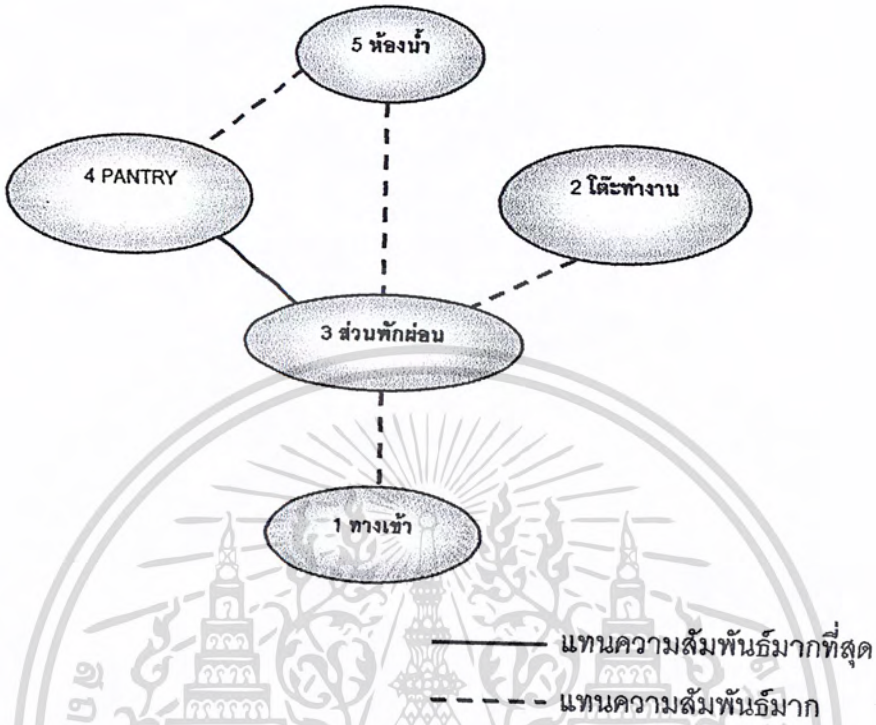 5 ห้องน้ำ
4 PANTRY
2 โต๊ะทำงาน
3 ส่วนพักผ่อน
1 ทางเข้า
แทนความสัมพันธ์มากที่สุด
แทนความสัมพันธ์มาก